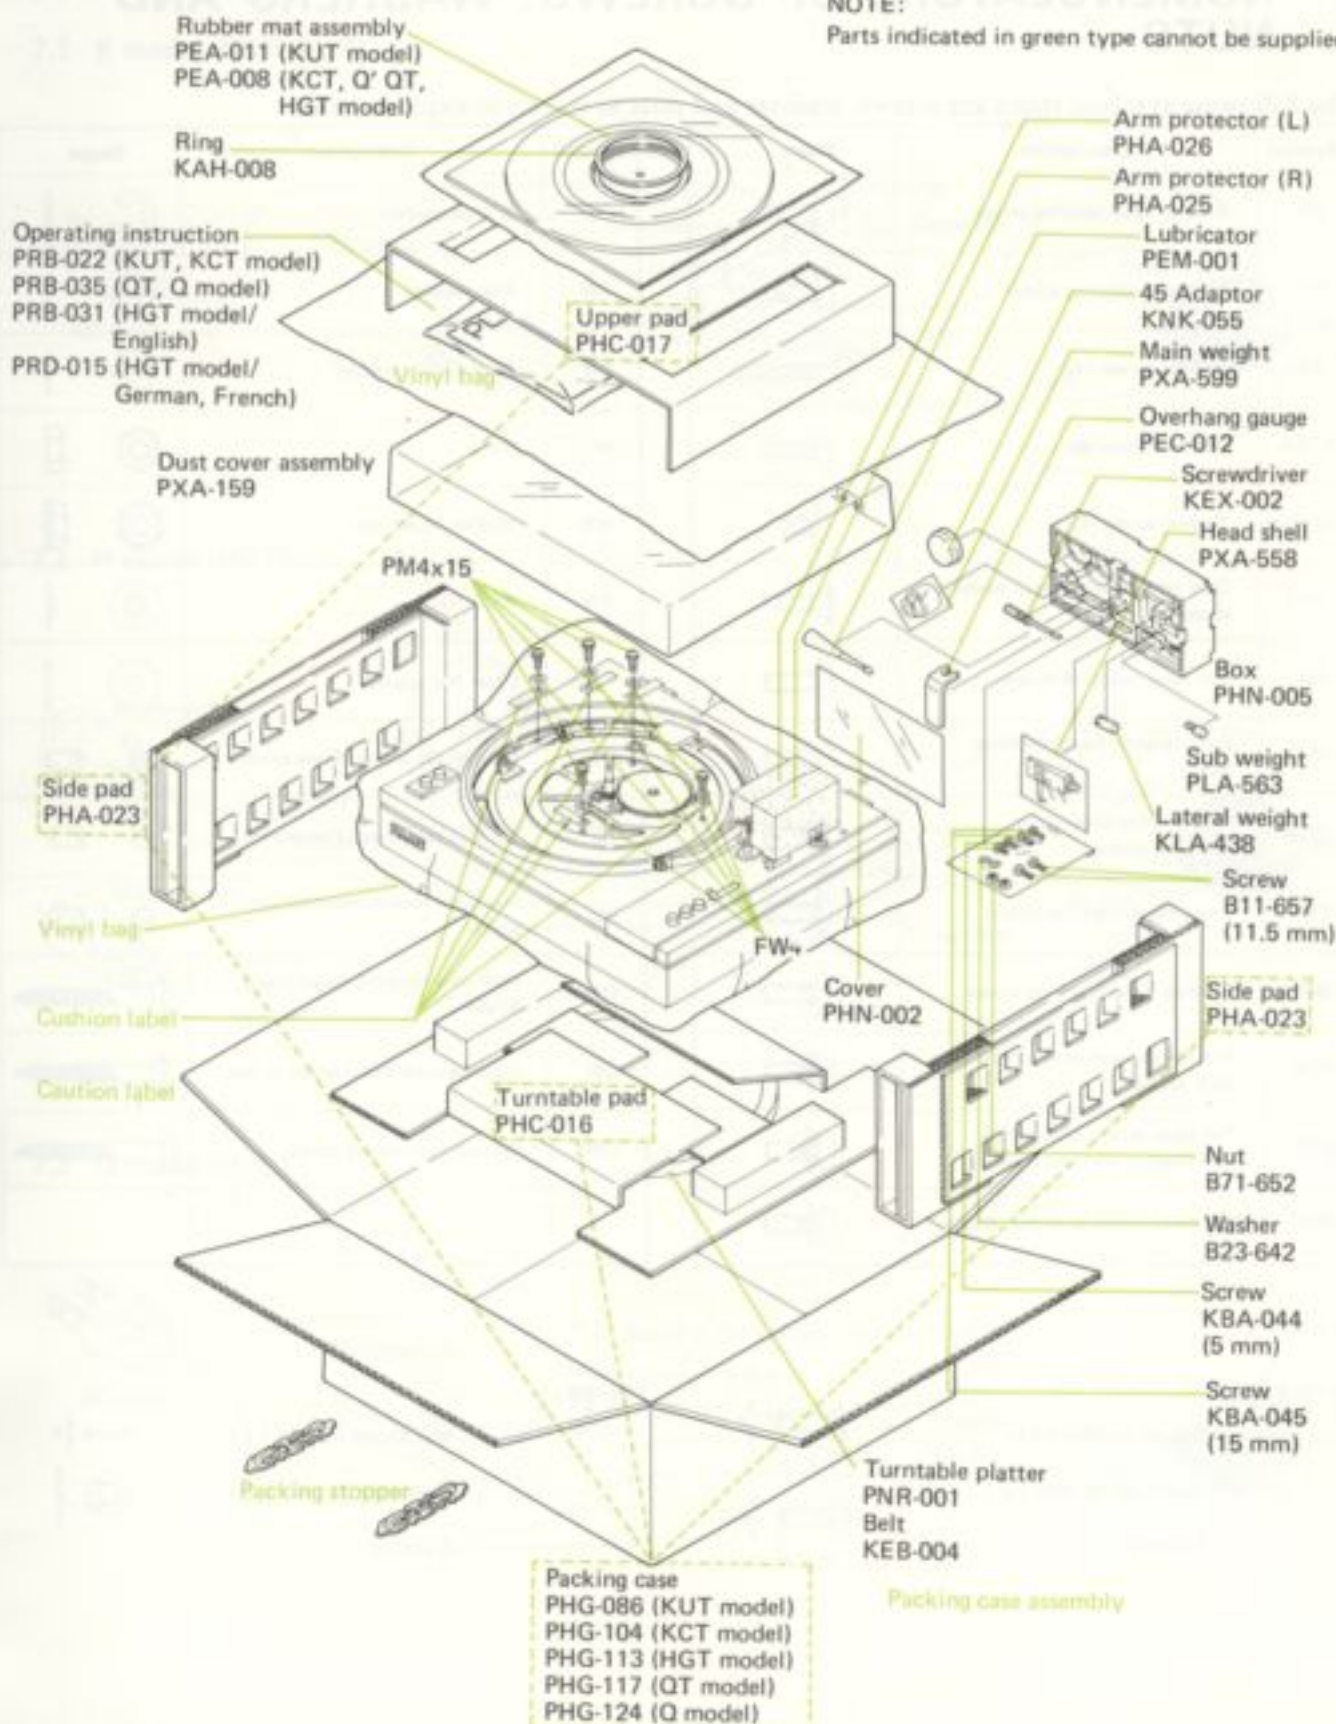 NOTE:
Parts indicated in green type cannot be supplied
Rubber mat assembly
PEA-011 (KUT model)
PEA-008 (KCT, Q' QT,
HGT model)
Ring
KAH-008
Operating instruction
PRB-022 (KUT, KCT model)
PRB-035 (QT, Q model)
PRB-031 (HGT model/
English)
PRD-015 (HGT model/
German, French)
Upper pad
PHC-017
Vinyl bag
Dust cover assembly
PXA-159
PM4x15
Arm protector (L)
PHA-026
Arm protector (R)
PHA-025
Lubricator
PEM-001
45 Adaptor
KNK-055
Main weight
PXA-599
Overhang gauge
PEC-012
Screwdriver
KEX-002
Head shell
PXA-558
Box
PHN-005
Sub weight
PLA-563
Lateral weight
KLA-438
Screw
B11-657
(11.5 mm)
Side pad
PHA-023
Vinyl bag
Cushion label
Caution label
FW4
Cover
PHN-002
Side pad
PHA-023
Turntable pad
PHC-016
Nut
B71-652
Washer
B23-642
Screw
KBA-044
(5 mm)
Screw
KBA-045
(15 mm)
Packing stopper
Turntable platter
PNR-001
Belt
KEB-004
Packing case assembly
Packing case
PHG-086 (KUT model)
PHG-104 (KCT model)
PHG-113 (HGT model)
PHG-117 (QT model)
PHG-124 (Q model)